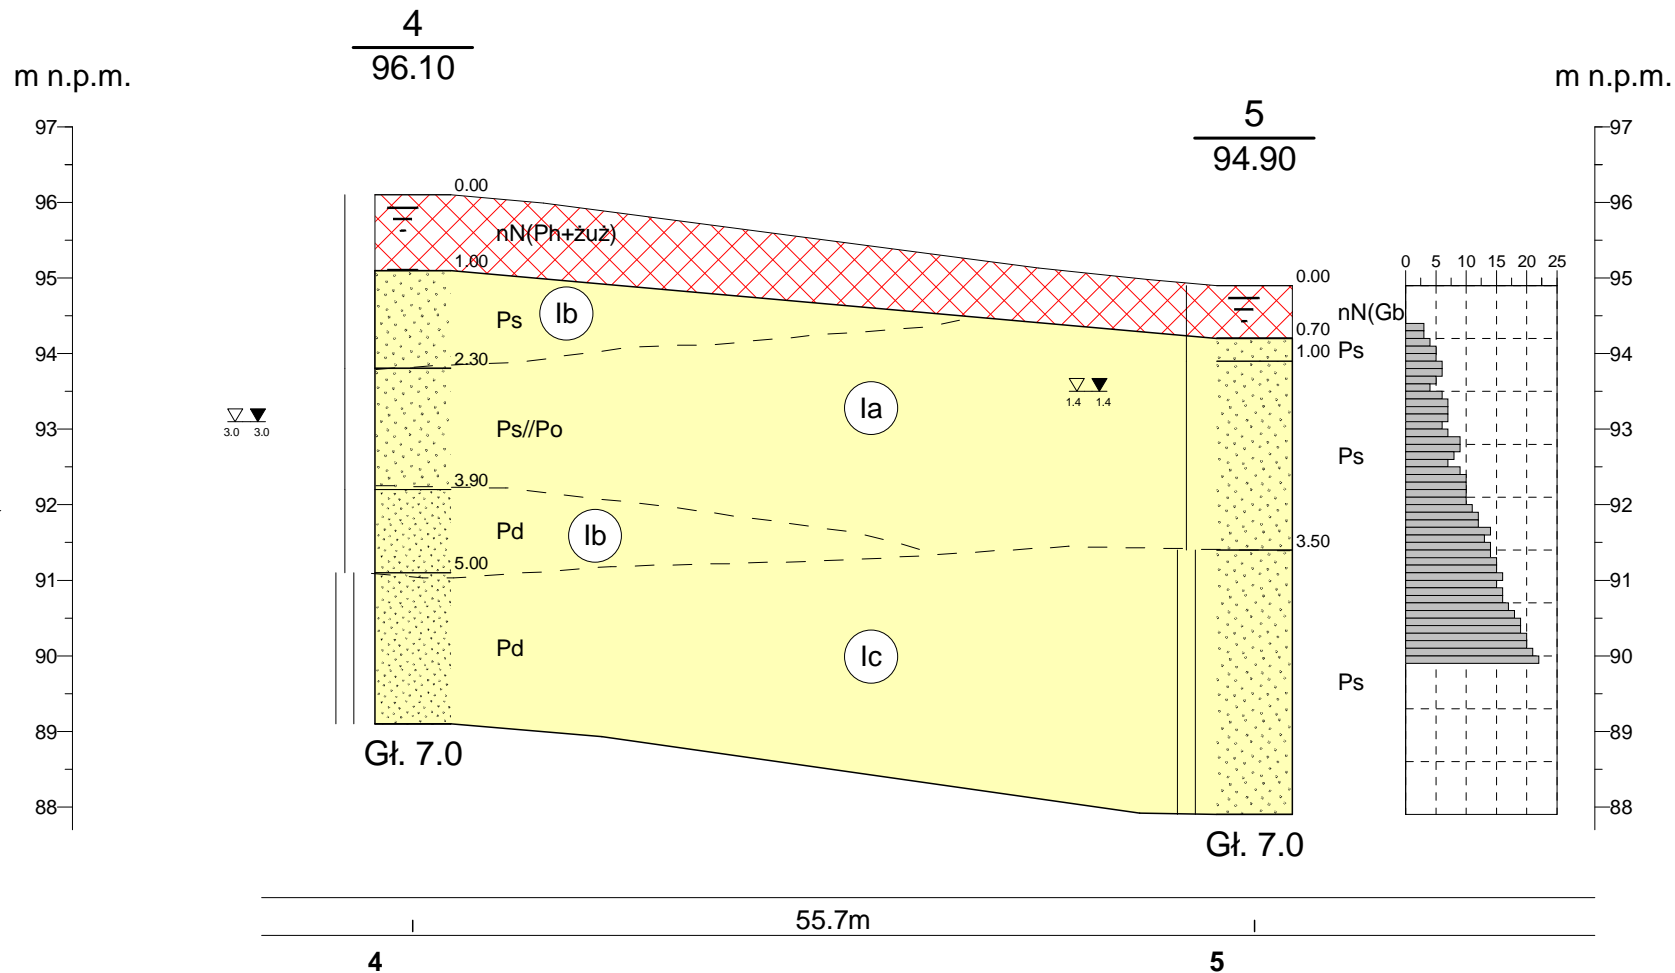 4
96.10
m n.p.m.
m n.p.m.
5
94.90
97
96
95
94
93
92
91
90
89
88
0.00
nN(Ph+żuż)
1.00
Ib
Ps
2.30
Ia
Ps//Po
3.0 3.0
1.4 1.4
3.90
Pd
Ib
5.00
Pd
Ic
Gł. 7.0
0.00
0.70
1.00
3.50
Gł. 7.0
nN(Gb
Ps
Ps
Ps
0 5 10 15 20 25
97
96
95
94
93
92
91
90
89
88
55.7m
4
5